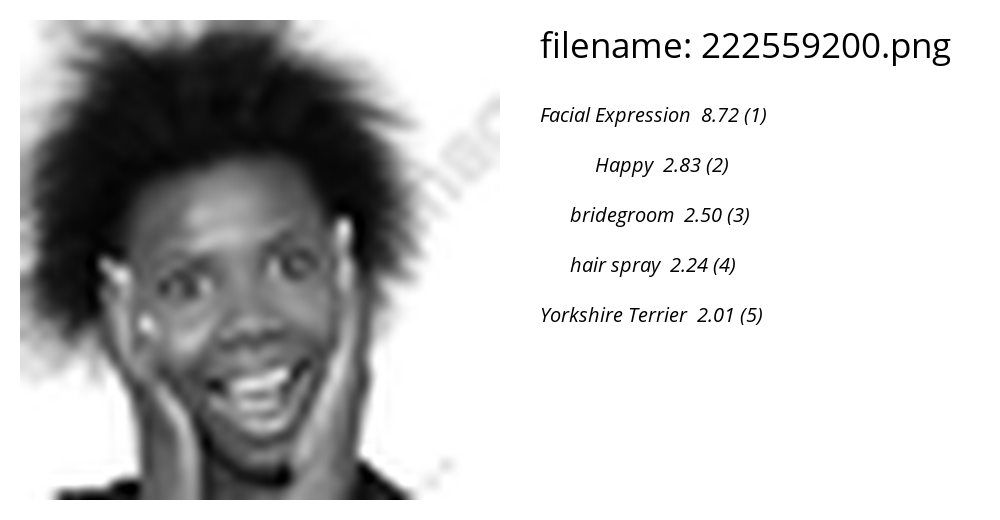 filename: 222559200.png
Facial Expression 8.72 (1)
Happy 2.83 (2)
bridegroom 2.50 (3)
hair spray 2.24 (4)
Yorkshire Terrier 2.01 (5)